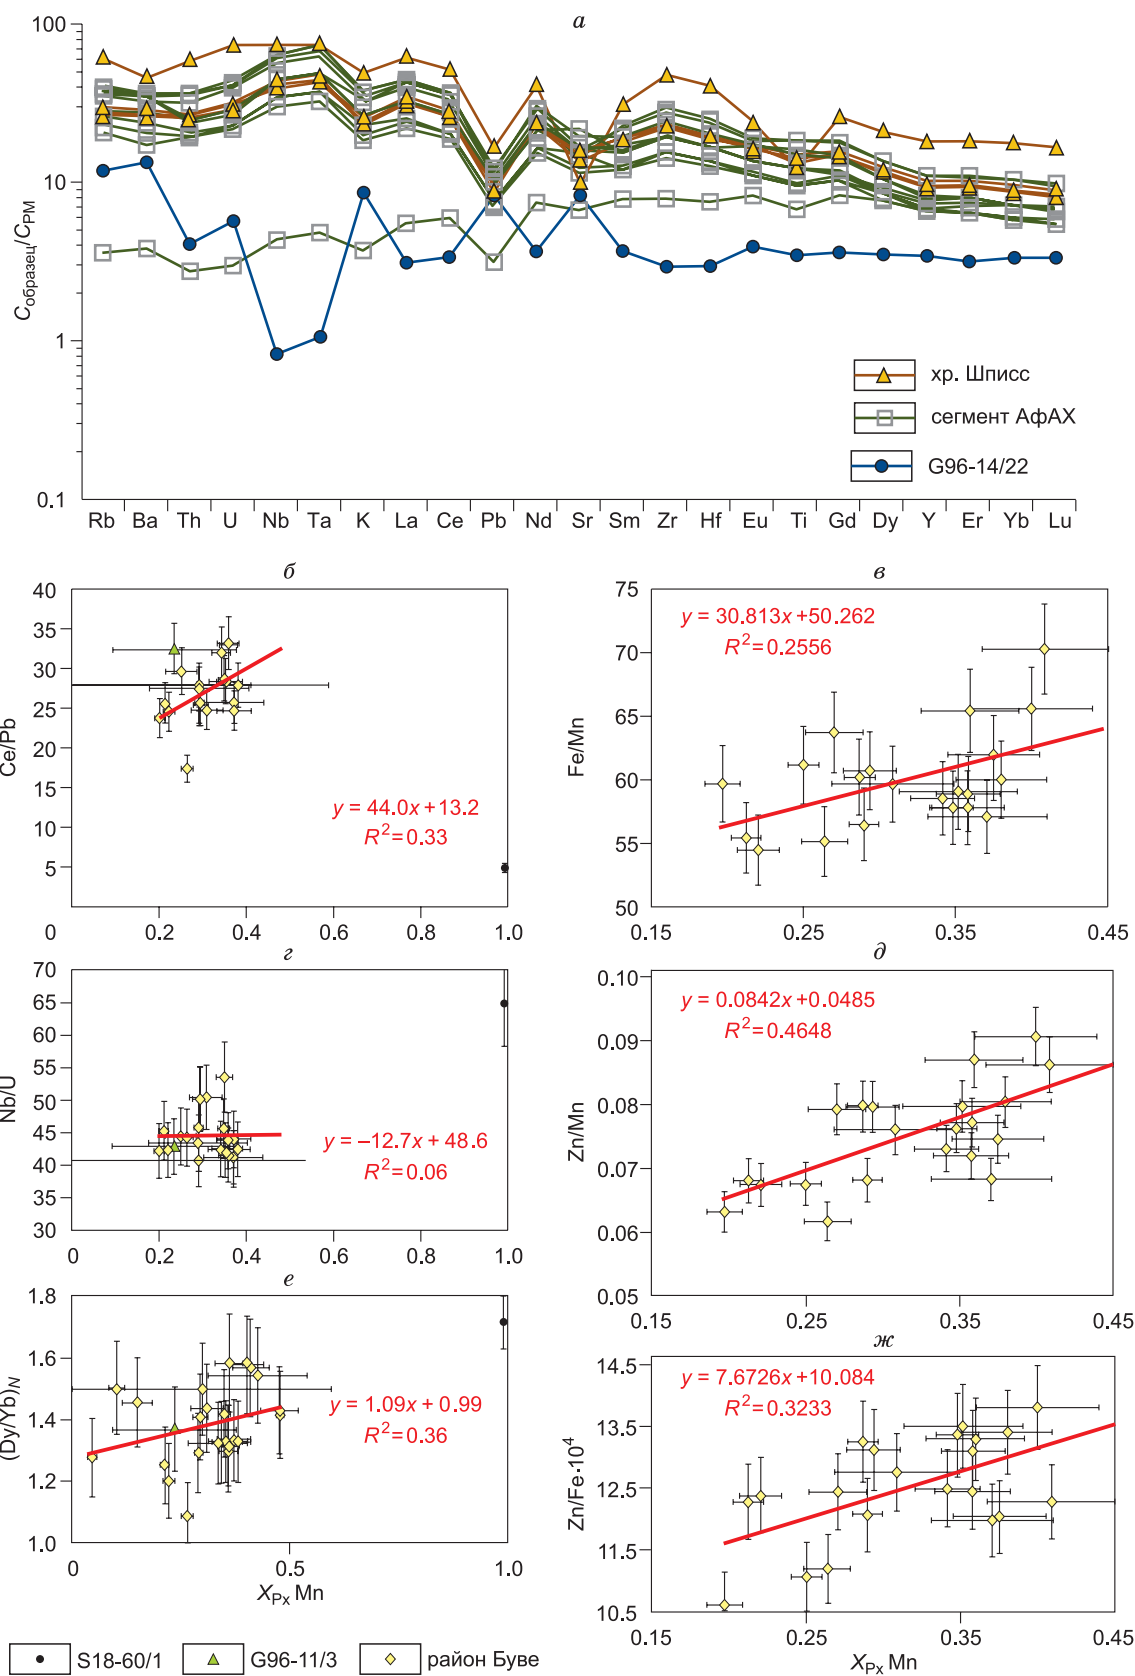 а
100
10
1
0.1
Cобразец/CPM
хр. Шписс
сегмент АфАХ
G96-14/22
Rb Ba Th U Nb Ta K La Ce Pb Nd Sr Sm Zr Hf Eu Ti Gd Dy Y Er Yb Lu
б
40
35
30
25
20
15
10
5
0
Ce/Pb
y = 44.0x + 13.2
R² = 0.33
0.2 0.4 0.6 0.8 1.0
в
75
70
65
60
55
50
Fe/Mn
y = 30.813x + 50.262
R² = 0.2556
0.15 0.25 0.35 0.45
г
70
65
60
55
50
45
40
35
30
Nb/U
y = –12.7x + 48.6
R² = 0.06
0 0.2 0.4 0.6 0.8 1.0
д
0.10
0.09
0.08
0.07
0.06
0.05
Zn/Mn
y = 0.0842x + 0.0485
R² = 0.4648
0.15 0.25 0.35 0.45
е
1.8
1.6
1.4
1.2
1.0
(Dy/Yb)N
y = 1.09x + 0.99
R² = 0.36
0 0.5 1.0
XPx Mn
ж
14.5
13.5
12.5
11.5
10.5
Zn/Fe·10⁴
y = 7.6726x + 10.084
R² = 0.3233
0.15 0.25 0.35 0.45
XPx Mn
S18-60/1
G96-11/3
район Буве